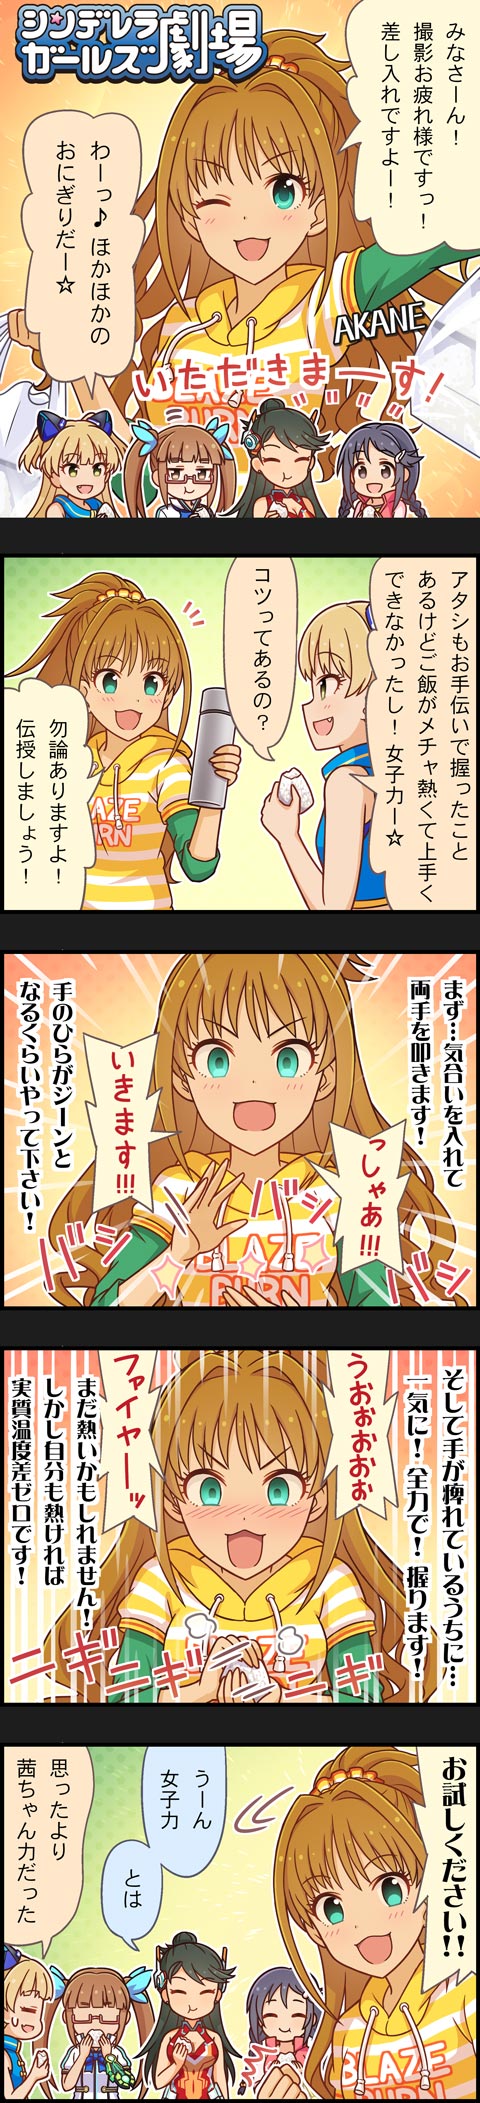 シンデレラ
ガールズ劇場
みなさーん！
撮影お疲れ様ですっ！
差し入れですよー！
わーっ♪ほかほかの
おにぎりだー☆
AKANE
いただきまーす！
BLAZE
BURN
アタシもお手伝いで握ったこと
あるけどご飯がメチャ熱くて上手く
できなかったし！女子力ー☆
コツってあるの？
勿論ありますよ！
伝授しましょう！
BLAZE
BURN
まず…気合いを入れて
両手を叩きます！
っしゃあ!!!
いきます!!!
手のひらがジーンと
なるくらいやって下さい！
バシ
バシ
バシ
BLAZE
BURN
そして手が痺れているうちに…
一気に！全力で！握ります！
うおぉおぉぉ
ファイヤーッ
まだ熱いかもしれません！
しかし自分も熱ければ
実質温度差ゼロです！
ニギニギ
ニギ
お試しください!!
うーん
女子力
とは
思ったより
茜ちゃん力だった
BLAZE
BURN